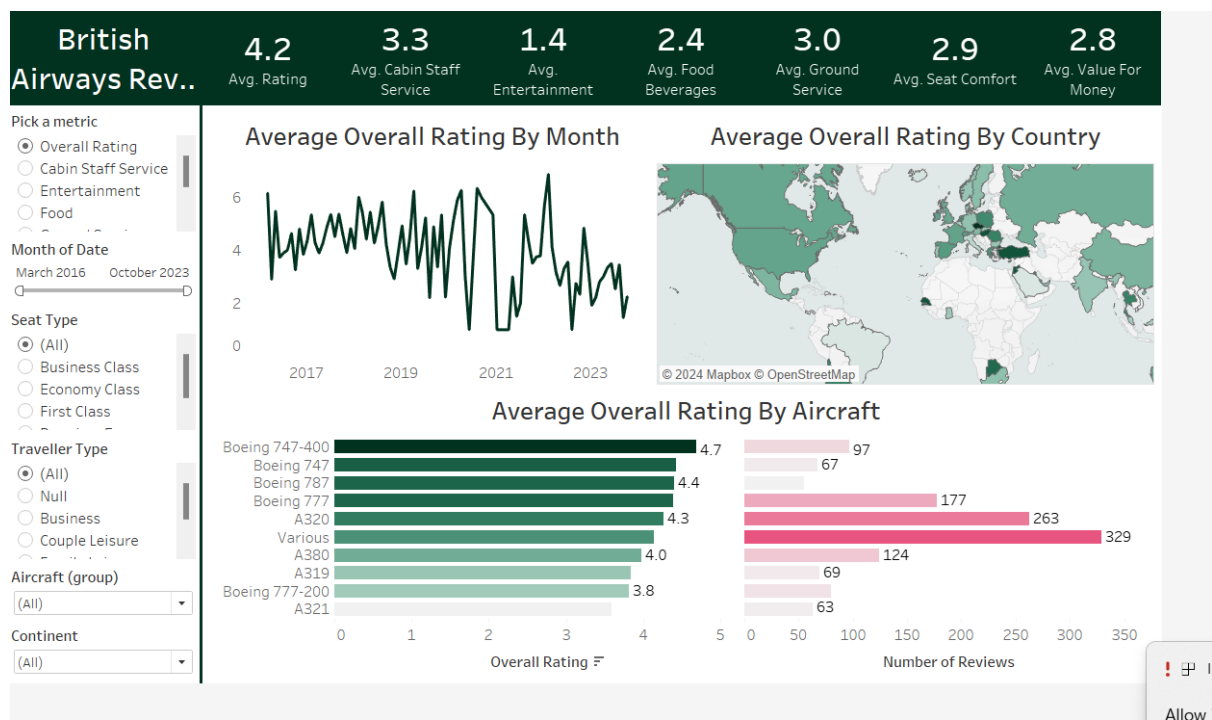 British
Airways Rev..
4.2
Avg. Rating
3.3
Avg. Cabin Staff
Service
1.4
Avg.
Entertainment
2.4
Avg. Food
Beverages
3.0
Avg. Ground
Service
2.9
Avg. Seat Comfort
2.8
Avg. Value For
Money
Pick a metric
Overall Rating
Cabin Staff Service
Entertainment
Food
Month of Date
March 2016 October 2023
Seat Type
(All)
Business Class
Economy Class
First Class
Traveller Type
(All)
Null
Business
Couple Leisure
Aircraft (group)
(All)
Continent
(All)
Average Overall Rating By Month
6
4
2
0
2017 2019 2021 2023
Average Overall Rating By Country
© 2024 Mapbox © OpenStreetMap
Average Overall Rating By Aircraft
Boeing 747-400 4.7 97
Boeing 747 67
Boeing 787 4.4
Boeing 777 177
A320 4.3 263
Various 329
A380 4.0 124
A319 69
Boeing 777-200 3.8
A321 63
0 1 2 3 4 5 0 50 100 150 200 250 300 350
Overall Rating Number of Reviews
Allow